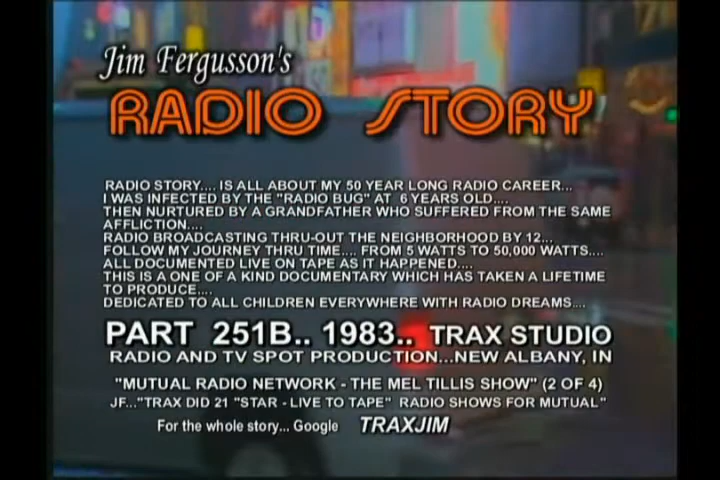 Jim Fergusson's
RADIO STORY
RADIO STORY.... IS ALL ABOUT MY 50 YEAR LONG RADIO CAREER...
I WAS INFECTED BY THE "RADIO BUG" AT 6 YEARS OLD....
THEN NURTURED BY A GRANDFATHER WHO SUFFERED FROM THE SAME
AFFLICTION....
RADIO BROADCASTING THRU-OUT THE NEIGHBORHOOD BY 12...
FOLLOW MY JOURNEY THRU TIME.... FROM 5 WATTS TO 50,000 WATTS....
ALL DOCUMENTED LIVE ON TAPE AS IT HAPPENED....
THIS IS A ONE OF A KIND DOCUMENTARY WHICH HAS TAKEN A LIFETIME
TO PRODUCE....
DEDICATED TO ALL CHILDREN EVERYWHERE WITH RADIO DREAMS....
PART 251B.. 1983.. TRAX STUDIO
RADIO AND TV SPOT PRODUCTION...NEW ALBANY, IN
"MUTUAL RADIO NETWORK - THE MEL TILLIS SHOW" (2 OF 4)
JF..."TRAX DID 21 "STAR - LIVE TO TAPE" RADIO SHOWS FOR MUTUAL"
For the whole story... Google TRAXJIM